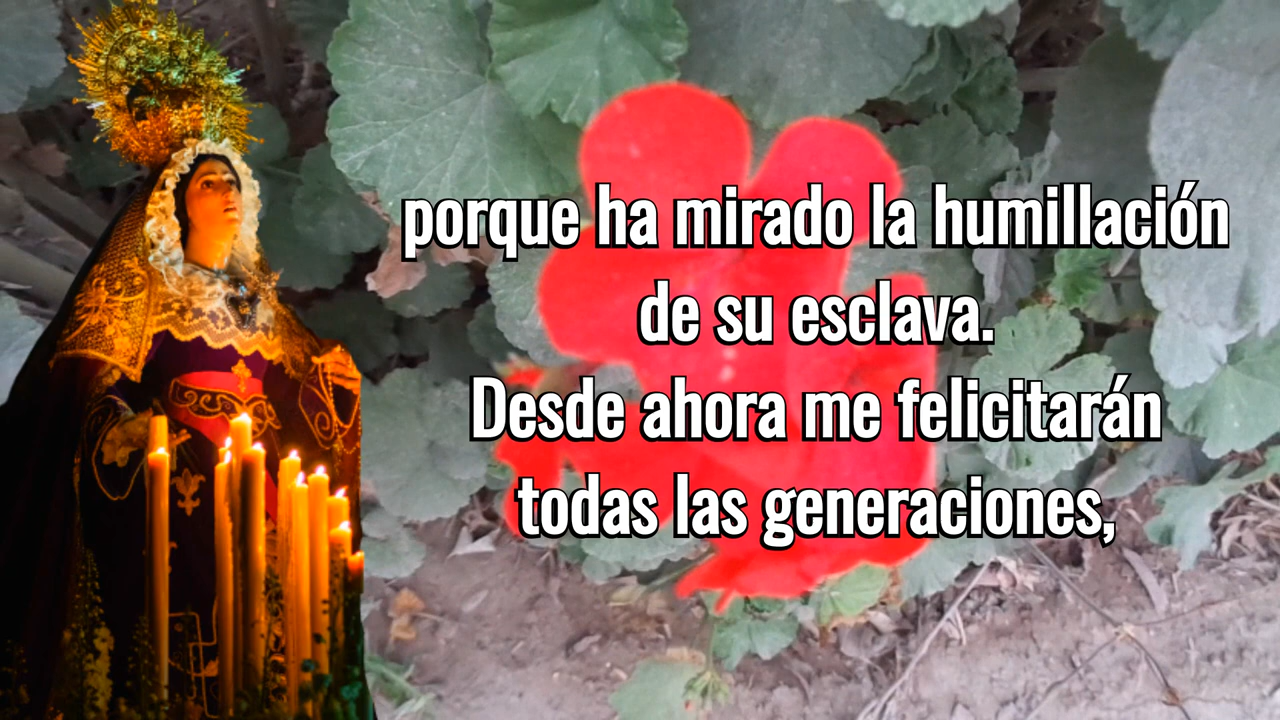 porque ha mirado la humillación
de su esclava.
Desde ahora me felicitarán
todas las generaciones,